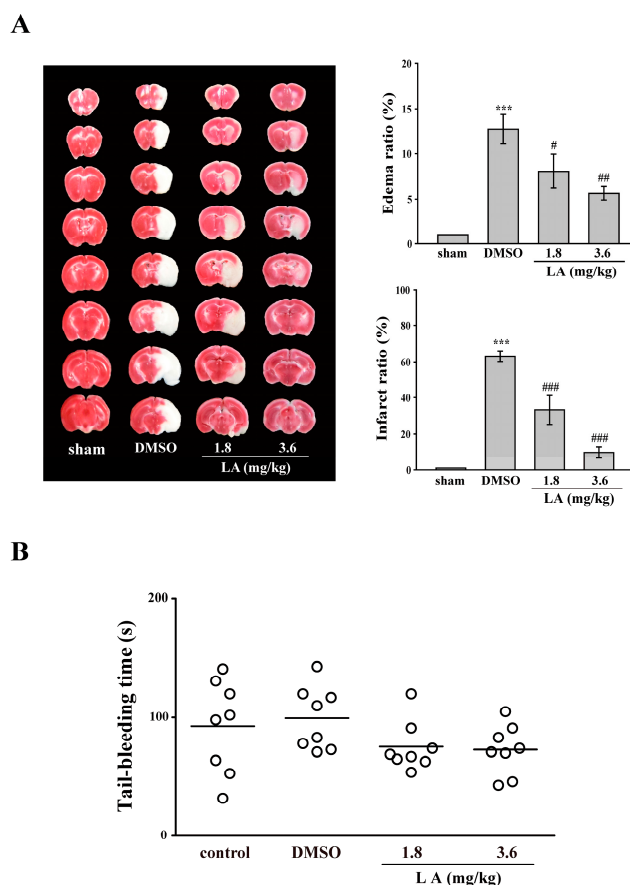 A
sham
DMSO
1.8
3.6
LA (mg/kg)
Edema ratio (%)
20
15
10
5
0
***
#
##
sham
DMSO
1.8
3.6
LA (mg/kg)
Infarct ratio (%)
100
80
60
40
20
0
***
###
###
sham
DMSO
1.8
3.6
LA (mg/kg)
B
Tail-bleeding time (s)
200
100
0
control
DMSO
1.8
3.6
L A (mg/kg)